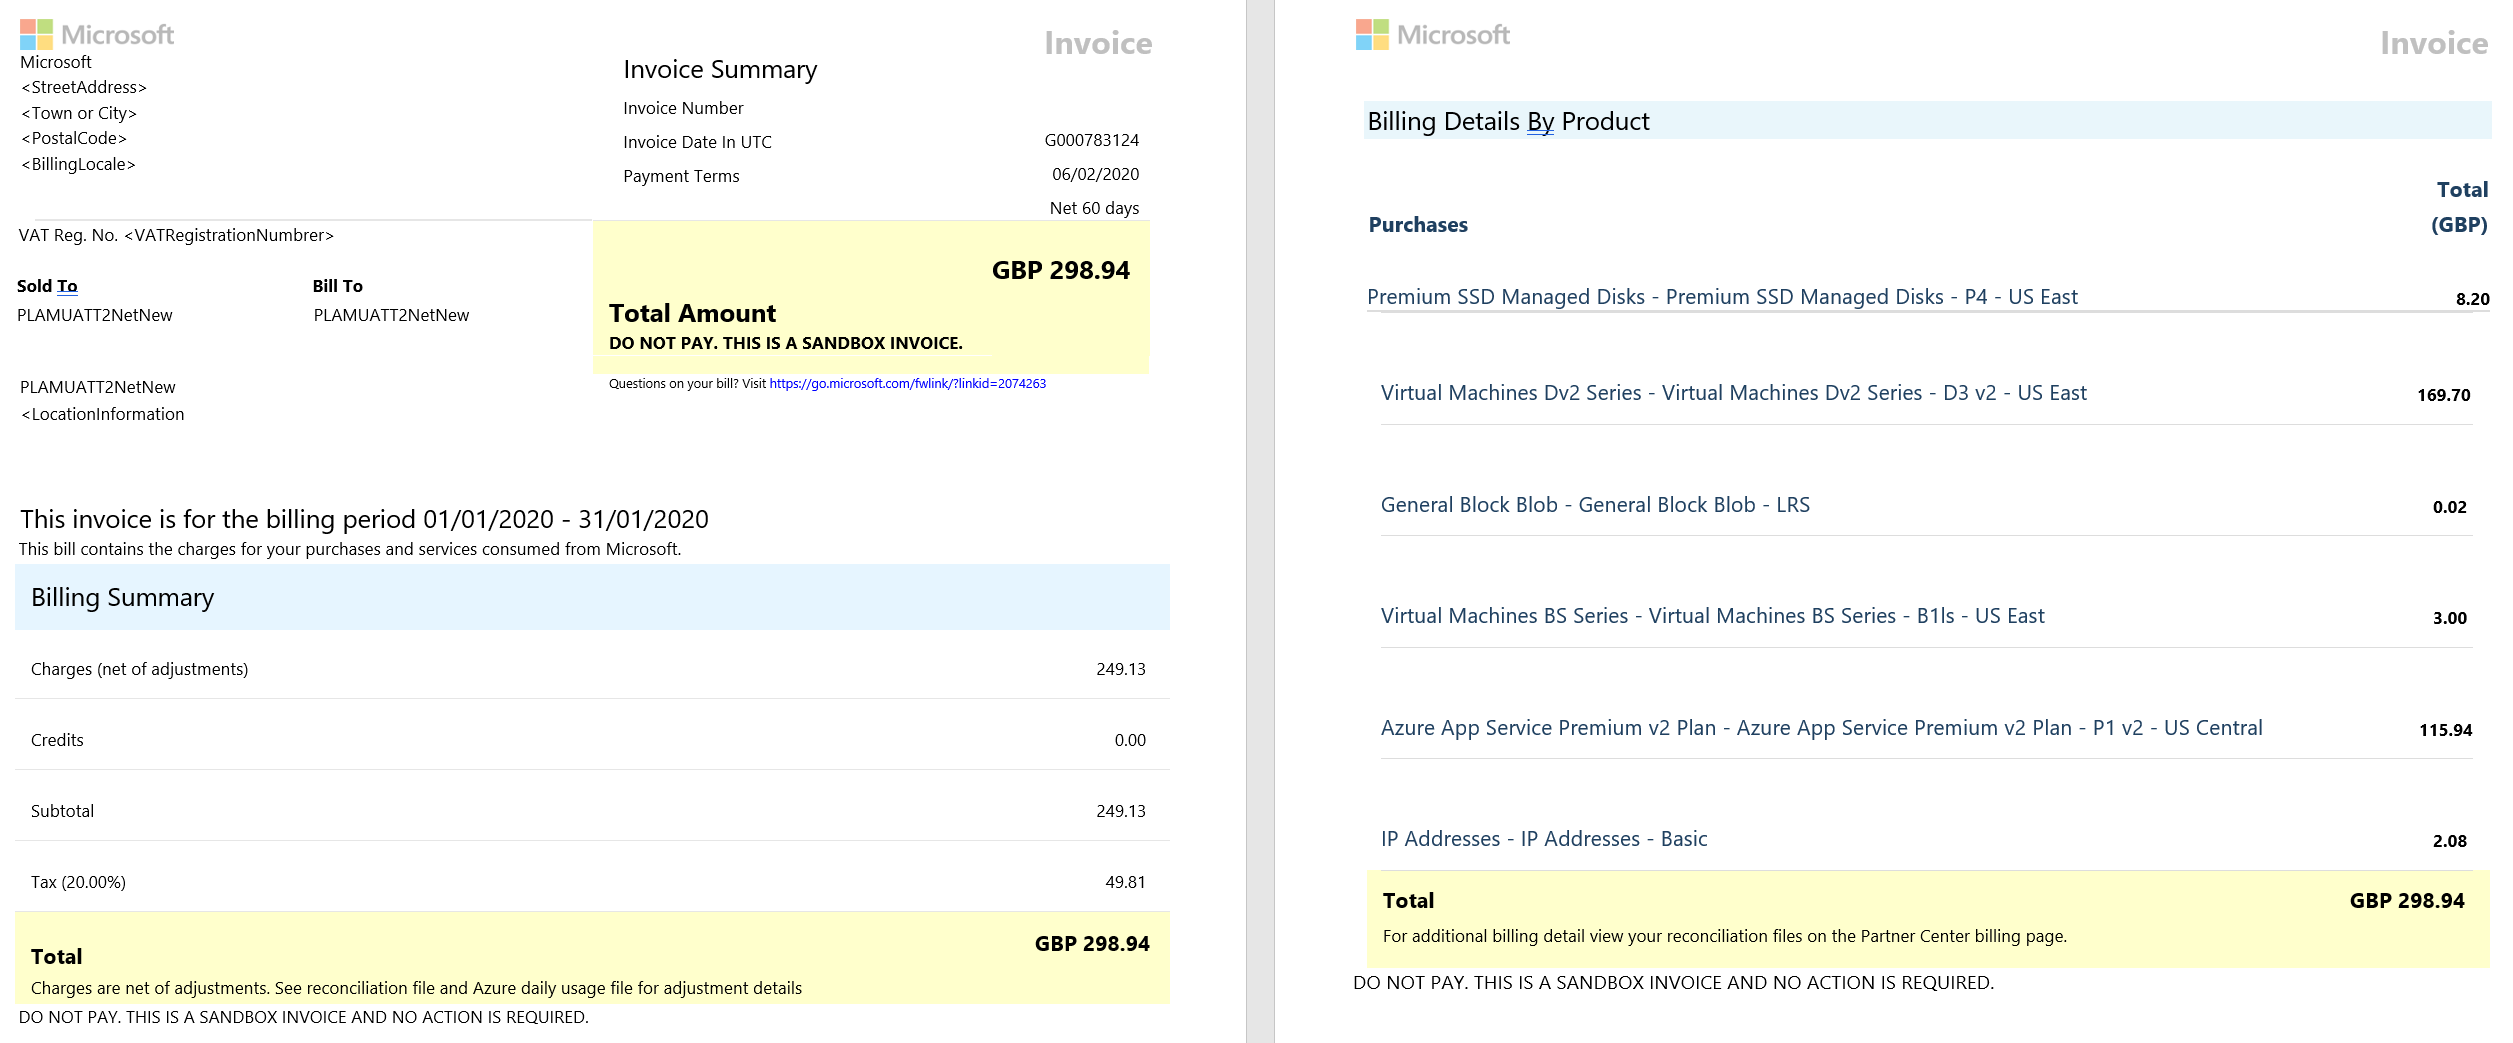 Microsoft
Invoice
Microsoft
<StreetAddress>
<Town or City>
<PostalCode>
<BillingLocale>
Invoice Summary
Invoice Number
Invoice Date In UTC
G000783124
Payment Terms
06/02/2020
Net 60 days
VAT Reg. No. <VATRegistrationNumbrer>
Sold To
Bill To
PLAMUATT2NetNew
PLAMUATT2NetNew
GBP 298.94
Total Amount
DO NOT PAY. THIS IS A SANDBOX INVOICE.
Questions on your bill? Visit https://go.microsoft.com/fwlink/?linkid=2074263
PLAMUATT2NetNew
<LocationInformation
This invoice is for the billing period 01/01/2020 - 31/01/2020
This bill contains the charges for your purchases and services consumed from Microsoft.
Billing Summary
Charges (net of adjustments) 249.13
Credits 0.00
Subtotal 249.13
Tax (20.00%) 49.81
GBP 298.94
Total
Charges are net of adjustments. See reconciliation file and Azure daily usage file for adjustment details
DO NOT PAY. THIS IS A SANDBOX INVOICE AND NO ACTION IS REQUIRED.
Microsoft
Invoice
Billing Details By Product
Total
Purchases (GBP)
Premium SSD Managed Disks - Premium SSD Managed Disks - P4 - US East 8.20
Virtual Machines Dv2 Series - Virtual Machines Dv2 Series - D3 v2 - US East 169.70
General Block Blob - General Block Blob - LRS 0.02
Virtual Machines BS Series - Virtual Machines BS Series - B1ls - US East 3.00
Azure App Service Premium v2 Plan - Azure App Service Premium v2 Plan - P1 v2 - US Central 115.94
IP Addresses - IP Addresses - Basic 2.08
Total GBP 298.94
For additional billing detail view your reconciliation files on the Partner Center billing page.
DO NOT PAY. THIS IS A SANDBOX INVOICE AND NO ACTION IS REQUIRED.